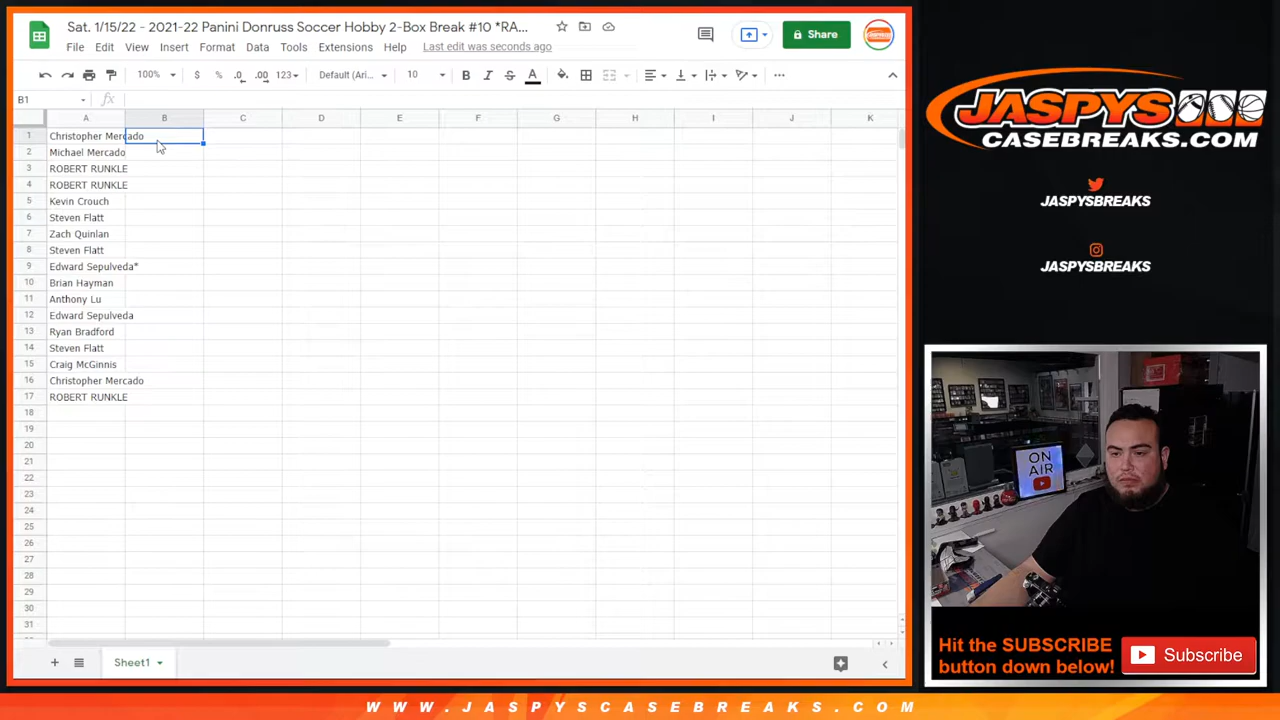 Sat. 1/15/22 - 2021-22 Panini Donruss Soccer Hobby 2-Box Break #10 *RA...
File Edit View Insert Format Data Tools Extensions Help Last edit was seconds ago
Share
100% $ % .0 .00 123 Default (Ari... 10 B I S A
B1 fx
A B C D E F G H I J K
1 Christopher Mercado
2 Michael Mercado
3 ROBERT RUNKLE
4 ROBERT RUNKLE
5 Kevin Crouch
6 Steven Flatt
7 Zach Quinlan
8 Steven Flatt
9 Edward Sepulveda*
10 Brian Hayman
11 Anthony Lu
12 Edward Sepulveda
13 Ryan Bradford
14 Steven Flatt
15 Craig McGinnis
16 Christopher Mercado
17 ROBERT RUNKLE
18
19
20
21
22
23
24
25
26
27
28
29
30
31
Sheet1
JASPYS
CASEBREAKS.COM
JASPYSBREAKS
JASPYSBREAKS
ON
AIR
Hit the SUBSCRIBE
button down below!
Subscribe
WWW.JASPYSCASEBREAKS.COM